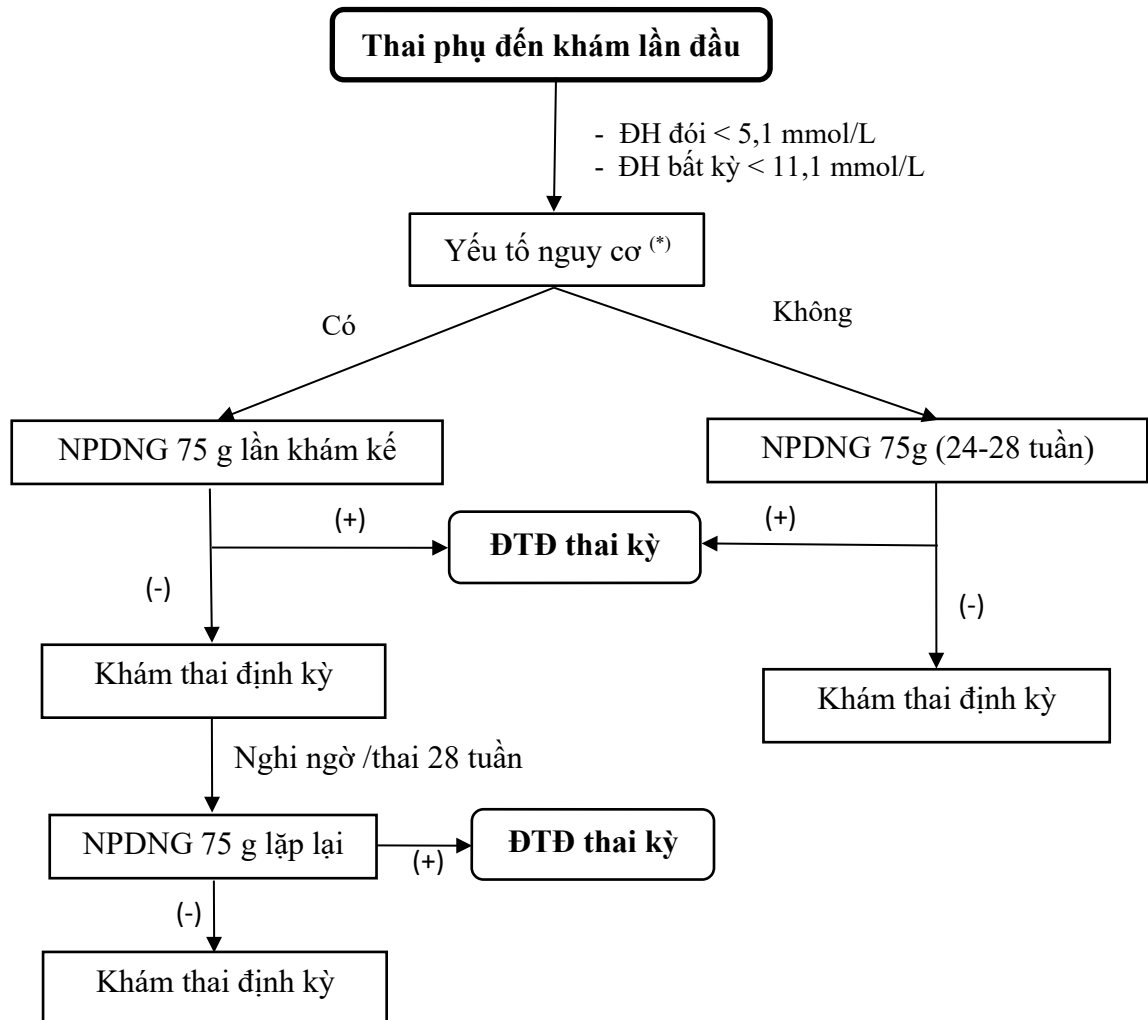 Thai phụ đến khám lần đầu
- ĐH đói < 5,1 mmol/L
- ĐH bất kỳ < 11,1 mmol/L
Yếu tố nguy cơ (*)
Có
Không
NPDNG 75 g lần khám kế
NPDNG 75g (24-28 tuần)
(+)
ĐTĐ thai kỳ
(+)
(-)
(-)
Khám thai định kỳ
Khám thai định kỳ
Nghi ngờ /thai 28 tuần
NPDNG 75 g lặp lại
(+)
ĐTĐ thai kỳ
(-)
Khám thai định kỳ